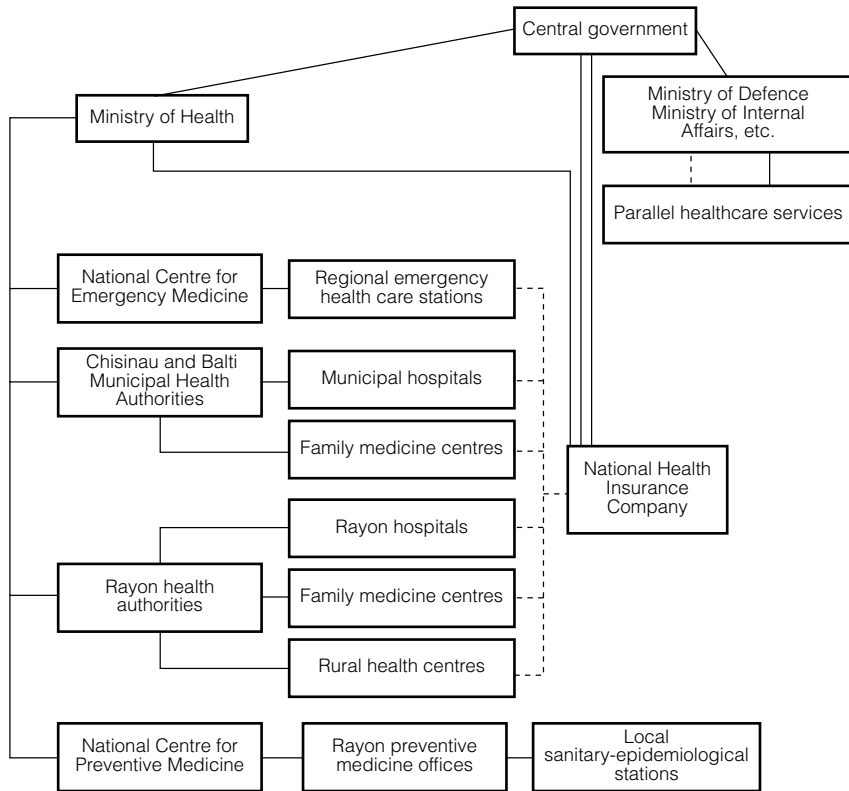 Central government
Ministry of Health
Ministry of Defence
Ministry of Internal
Affairs, etc.
Parallel healthcare services
National Centre for
Emergency Medicine
Regional emergency
health care stations
Chisinau and Balti
Municipal Health
Authorities
Municipal hospitals
Family medicine centres
National Health
Insurance
Company
Rayon hospitals
Rayon health
authorities
Family medicine centres
Rural health centres
National Centre for
Preventive Medicine
Rayon preventive
medicine offices
Local
sanitary-epidemiological
stations